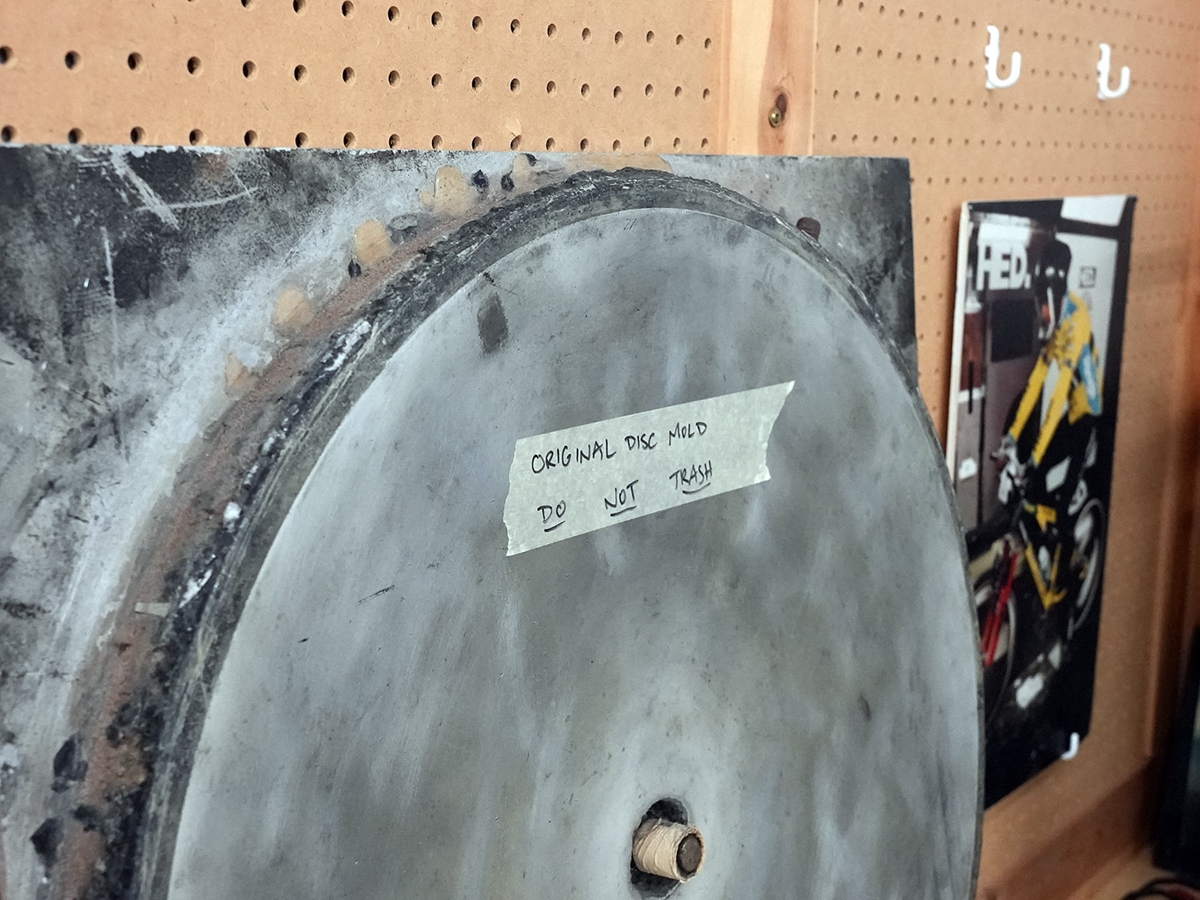 ORIGINAL DISC MOLD
DO NOT TRASH
HED.